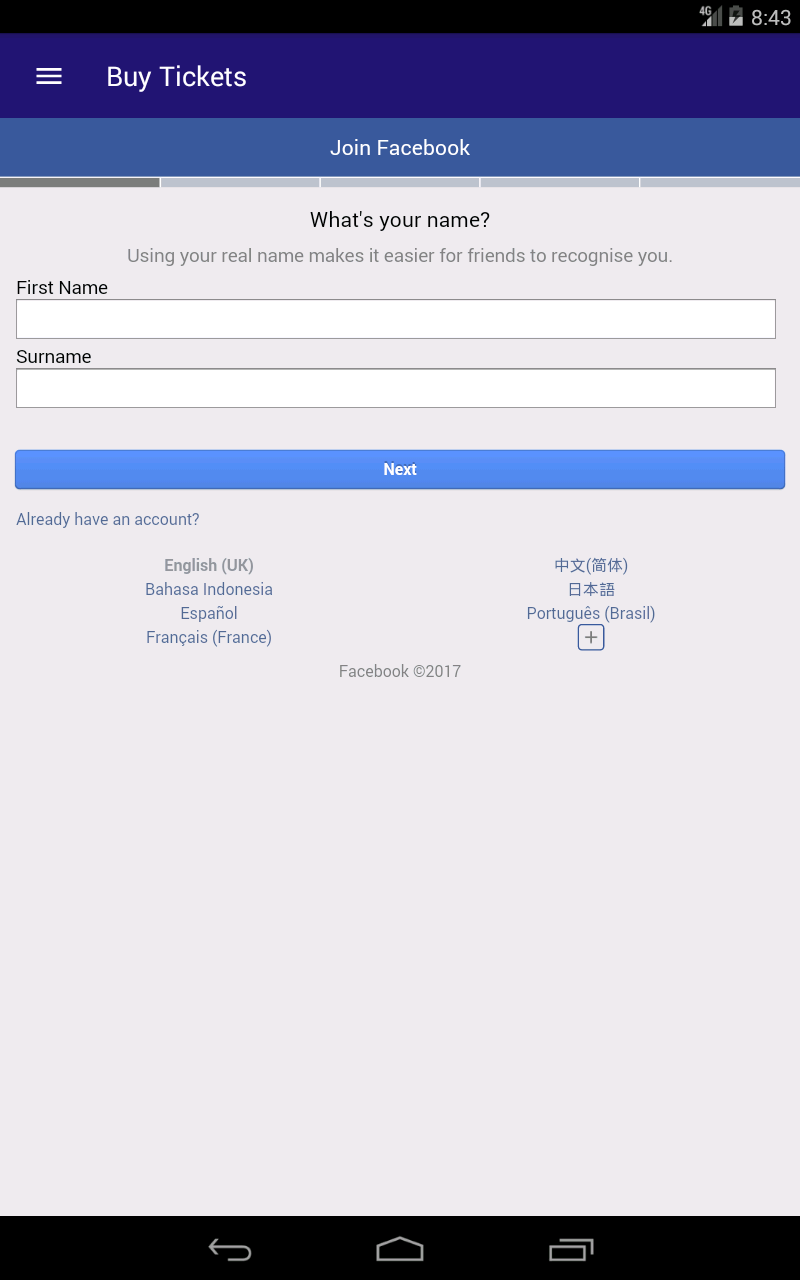 4G 8:43
Buy Tickets
Join Facebook
What's your name?
Using your real name makes it easier for friends to recognise you.
First Name
Surname
Next
Already have an account?
English (UK)
Bahasa Indonesia
Español
Français (France)
中文(简体)
日本語
Português (Brasil)
Facebook ©2017